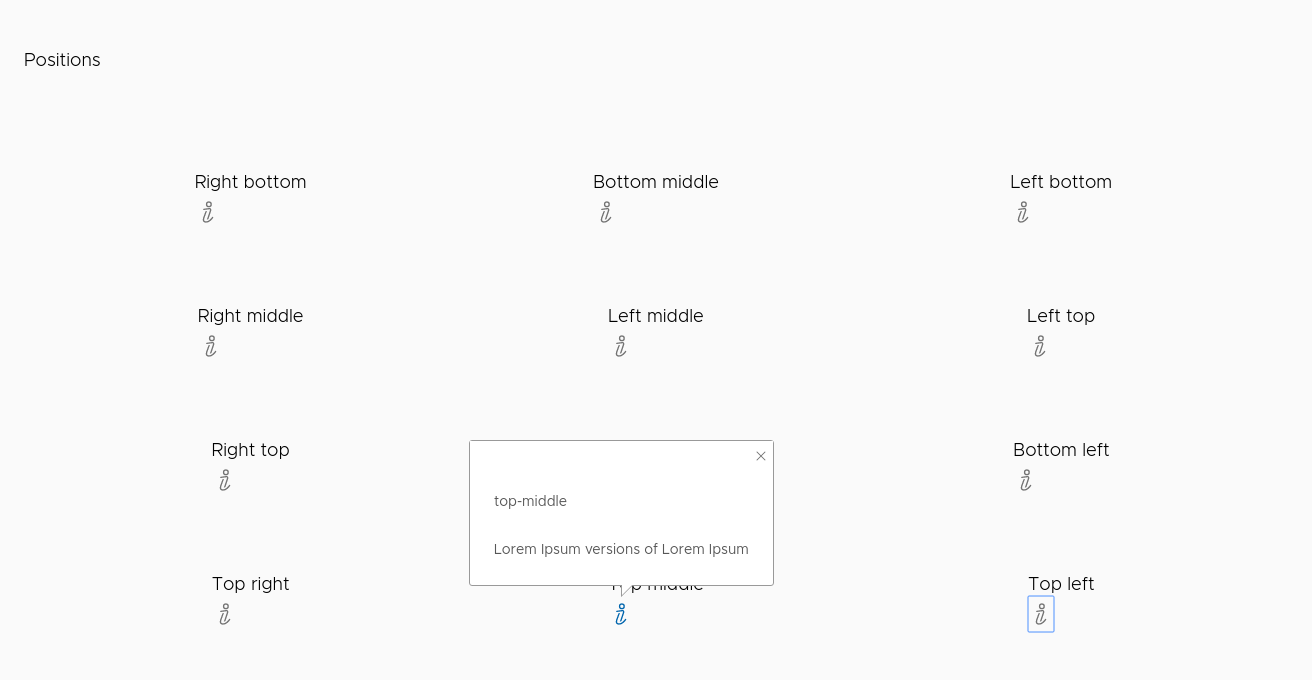 Positions
Right bottom
Bottom middle
Left bottom
Right middle
Left middle
Left top
Right top
Bottom left
top-middle
Lorem Ipsum versions of Lorem Ipsum
Top right
Top middle
Top left